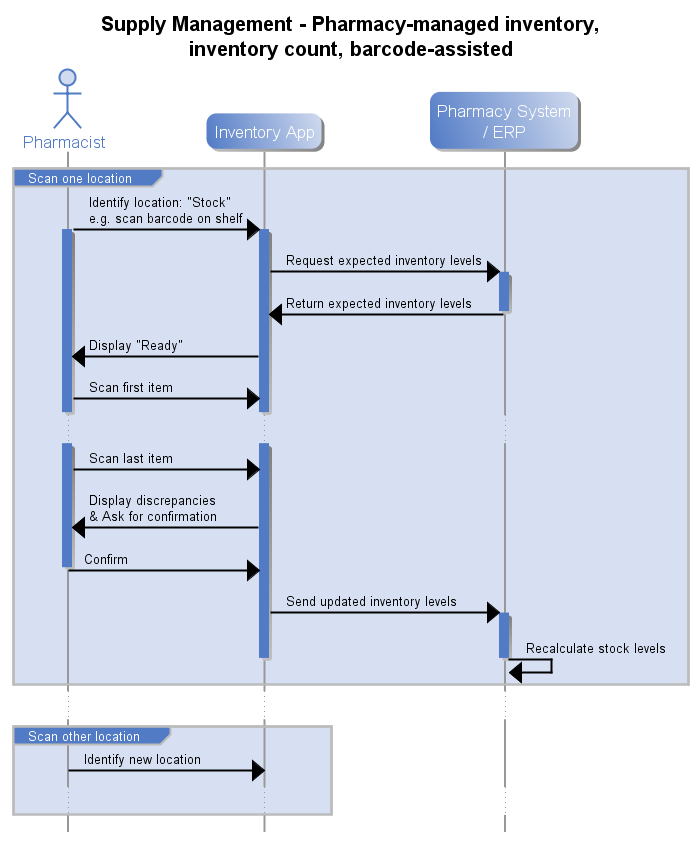 Supply Management - Pharmacy-managed inventory,
inventory count, barcode-assisted
Pharmacist
Inventory App
Pharmacy System
/ ERP
Scan one location
Identify location: "Stock"
e.g. scan barcode on shelf
Request expected inventory levels
Return expected inventory levels
Display "Ready"
Scan first item
Scan last item
Display discrepancies
& Ask for confirmation
Confirm
Send updated inventory levels
Recalculate stock levels
Scan other location
Identify new location